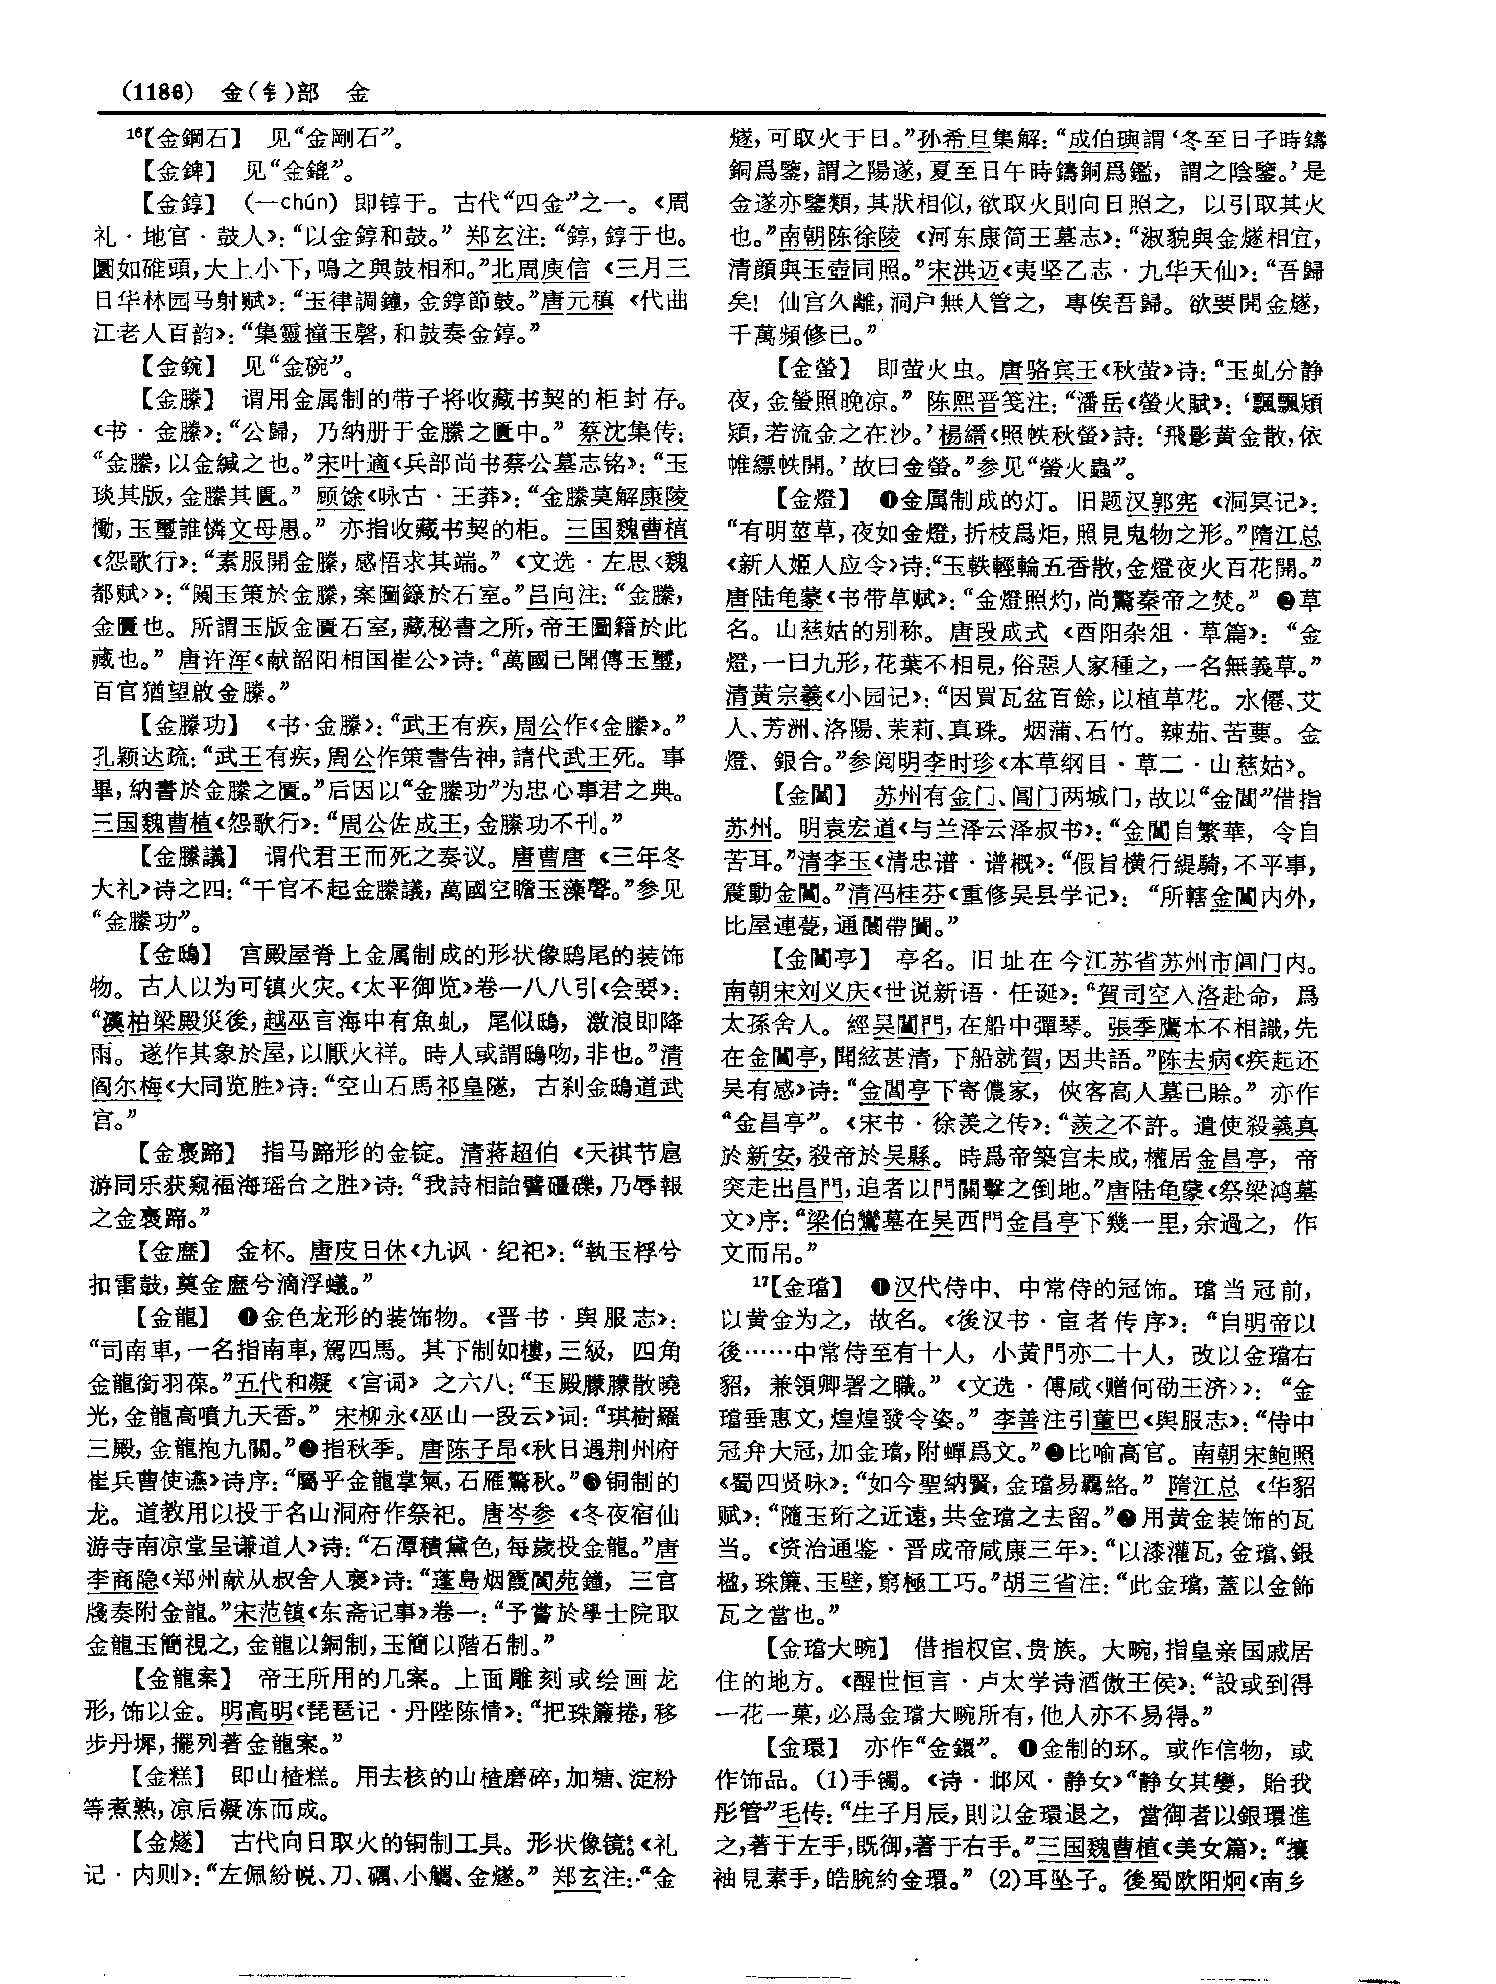 (1186) 金(钅)部 金
16【金鋼石】 见“金刚石”。
【金錍】 见“金鎞”。
【金錞】 (—chún) 即錞于。古代“四金”之一。《周
礼·地官·鼓人》：“以金錞和鼓。” 郑玄注：“錞，錞于也。
圜如碓頭，大上小下，鳴之與鼓相和。”北周庾信《三月三
日华林园马射赋》：“玉律調鐘，金錞節鼓。”唐元稹《代曲
江老人百韵》：“集靈撞玉磬，和鼓奏金錞。”
【金鋺】 见“金碗”。
【金縢】 谓用金属制的带子将收藏书契的柜封存。
《书·金縢》：“公歸，乃納册于金縢之匱中。” 蔡沈集传：
“金縢，以金緘之也。”宋叶適《兵部尚书蔡公墓志铭》：“玉
琰其版，金縢其匱。” 顾馀《咏古·王莽》：“金縢莫解康陵
慟，玉璽誰憐文母愚。” 亦指收藏书契的柜。三国魏曹植
《怨歌行》：“素服開金縢，感悟求其端。”《文选·左思〈魏
都赋〉》：“闚玉策於金縢，案圖籙於石室。”吕向注：“金縢，
金匱也。所謂玉版金匱石室，藏秘書之所，帝王圖籍於此
藏也。” 唐许浑《献韶阳相国崔公》诗：“萬國已聞傳玉璽，
百官猶望啟金縢。”
【金縢功】 《书·金縢》：“武王有疾，周公作《金縢》。”
孔颖达疏：“武王有疾，周公作策書告神，請代武王死。事
畢，納書於金縢之匱。”后因以“金縢功”为忠心事君之典。
三国魏曹植《怨歌行》：“周公佐成王，金縢功不刊。”
【金縢議】 谓代君王而死之奏议。唐曹唐《三年冬
大礼》诗之四：“千官不起金縢議，萬國空瞻玉藻聲。”参见
“金縢功”。
【金鴟】 宫殿屋脊上金属制成的形状像鸱尾的装饰
物。古人以为可镇火灾。《太平御览》卷一八八引《会要》：
“漢柏梁殿災後，越巫言海中有魚虬，尾似鴟，激浪即降
雨。遂作其象於屋，以厭火祥。時人或謂鴟吻，非也。”清
阎尔梅《大同览胜》诗：“空山石馬祁皇隧，古刹金鴟道武
宫。”
【金褭蹄】 指马蹄形的金锭。清蒋超伯《天祺节扈
游同乐获窥福海瑶台之胜》诗：“我詩相詒譬礓礫，乃辱報
之金褭蹄。”
【金罍】 金杯。唐皮日休《九讽·纪祀》：“執玉桴兮
扣雷鼓，奠金罍兮滴浮蟻。”
【金龍】 ❶金色龙形的装饰物。《晋书·舆服志》：
“司南車，一名指南車，駕四馬。其下制如樓，三級，四角
金龍銜羽葆。”五代和凝《宫词》之六八：“玉殿朦朦散曉
光，金龍高噴九天香。” 宋柳永《巫山一段云》词：“琪樹羅
三殿，金龍抱九關。”❷指秋季。唐陈子昂《秋日遇荆州府
崔兵曹使宴》诗序：“屬乎金龍掌氣，石雁驚秋。”❸铜制的
龙。道教用以投于名山洞府作祭祀。唐岑参《冬夜宿仙
游寺南凉堂呈谦道人》诗：“石潭積黛色，每歲投金龍。”唐
李商隐《郑州献从叔舍人褒》诗：“蓬島烟霞閬苑鐘，三官
牋奏附金龍。”宋范镇《东斋记事》卷一：“予嘗於學士院取
金龍玉簡視之，金龍以銅制，玉簡以階石制。”
【金龍案】 帝王所用的几案。上面雕刻或绘画龙
形，饰以金。明高明《琵琶记·丹陛陈情》：“把珠簾捲，移
步丹墀，擺列著金龍案。”
【金糕】 即山楂糕。用去核的山楂磨碎，加糖、淀粉
等煮熟，凉后凝冻而成。
【金燧】 古代向日取火的铜制工具。形状像镜。《礼
记·内则》：“左佩紛帨、刀、礪、小觿、金燧。” 郑玄注：“金
燧，可取火于日。”孙希旦集解：“成伯璵謂‘冬至日子時鑄
銅爲鑒，謂之陽遂，夏至日午時鑄銅爲鑑，謂之陰鑒。’是
金遂亦鑒類，其狀相似，欲取火則向日照之，以引取其火
也。”南朝陈徐陵《河东康简王墓志》：“淑貌與金燧相宜，
清顏與玉壺同照。”宋洪迈《夷坚乙志·九华天仙》：“吾歸
矣！仙宫久離，洞户無人管之，專俟吾歸。欲要開金燧，
千萬頻修已。”
【金螢】 即萤火虫。唐骆宾王《秋萤》诗：“玉虬分静
夜，金螢照晚凉。” 陈熙晋笺注：“潘岳《螢火賦》：‘飄飄熲
熲，若流金之在沙。’楊縉《照帙秋螢》詩：‘飛影黄金散，依
帷縹帙開。’故曰金螢。”参见“螢火蟲”。
【金燈】 ❶金属制成的灯。旧题汉郭宪《洞冥记》：
“有明莖草，夜如金燈，折枝爲炬，照見鬼物之形。”隋江总
《新人姬人应令》诗：“玉軼輕輪五香散，金燈夜火百花開。”
唐陆龟蒙《书带草赋》：“金燈照灼，尚驚秦帝之焚。” ❷草
名。山慈姑的别称。唐段成式《酉阳杂俎·草篇》：“金
燈，一曰九形，花葉不相見，俗惡人家種之，一名無義草。”
清黄宗羲《小园记》：“因買瓦盆百餘，以植草花。水僊、艾
人、芳洲、洛陽、茉莉、真珠。烟蒲、石竹。辣茄、苦蕒。金
燈、銀合。”参阅明李时珍《本草纲目·草二·山慈姑》。
【金閶】 苏州有金门、阊门两城门，故以“金閶”借指
苏州。明袁宏道《与兰泽云泽叔书》：“金閶自繁華，令自
苦耳。”清李玉《清忠谱·谱概》：“假旨横行緹騎，不平事，
震動金閶。”清冯桂芬《重修吴县学记》：“所轄金閶内外，
比屋連甍，通闤帶闠。”
【金閶亭】 亭名。旧址在今江苏省苏州市阊门内。
南朝宋刘义庆《世说新语·任诞》：“賀司空入洛赴命，爲
太孫舍人。經吴閶門，在船中彈琴。張季鷹本不相識，先
在金閶亭，聞絃甚清，下船就賀，因共語。”陈去病《疾起还
吴有感》诗：“金閶亭下寄儂家，俠客高人墓已賒。” 亦作
“金昌亭”。《宋书·徐羡之传》：“羡之不許。遣使殺義真
於新安，殺帝於吴縣。時爲帝築宫未成，權居金昌亭，帝
突走出昌門，追者以門關擊之倒地。”唐陆龟蒙《祭梁鸿墓
文》序：“梁伯鸞墓在吴西門金昌亭下幾一里，余過之，作
文而吊。”
17【金璫】 ❶汉代侍中、中常侍的冠饰。璫当冠前，
以黄金为之，故名。《後汉书·宦者传序》：“自明帝以
後……中常侍至有十人，小黄門亦二十人，改以金璫右
貂，兼領卿署之職。”《文选·傅咸〈赠何劭王济〉》：“金
璫垂惠文，煌煌發令姿。” 李善注引董巴《舆服志》：“侍中
冠弁大冠，加金璫，附蟬爲文。”❷比喻高官。南朝宋鲍照
《蜀四贤咏》：“如今聖納賢，金璫易羈絡。” 隋江总《华貂
赋》：“隨玉珩之近遠，共金璫之去留。”❸用黄金装饰的瓦
当。《资治通鉴·晋成帝咸康三年》：“以漆灌瓦，金璫、銀
楹，珠簾、玉壁，窮極工巧。”胡三省注：“此金璫，蓋以金飾
瓦之當也。”
【金璫大畹】 借指权宦、贵族。大畹，指皇亲国戚居
住的地方。《醒世恒言·卢太学诗酒傲王侯》：“設或到得
一花一菓，必爲金璫大畹所有，他人亦不易得。”
【金環】 亦作“金鐶”。❶金制的环。或作信物，或
作饰品。(1)手镯。《诗·邶风·静女》“静女其孌，貽我
彤管”毛传：“生子月辰，則以金環退之，當御者以銀環進
之，著于左手，既御，著于右手。”三国魏曹植《美女篇》：“攘
袖見素手，皓腕約金環。” (2)耳坠子。後蜀欧阳炯《南乡